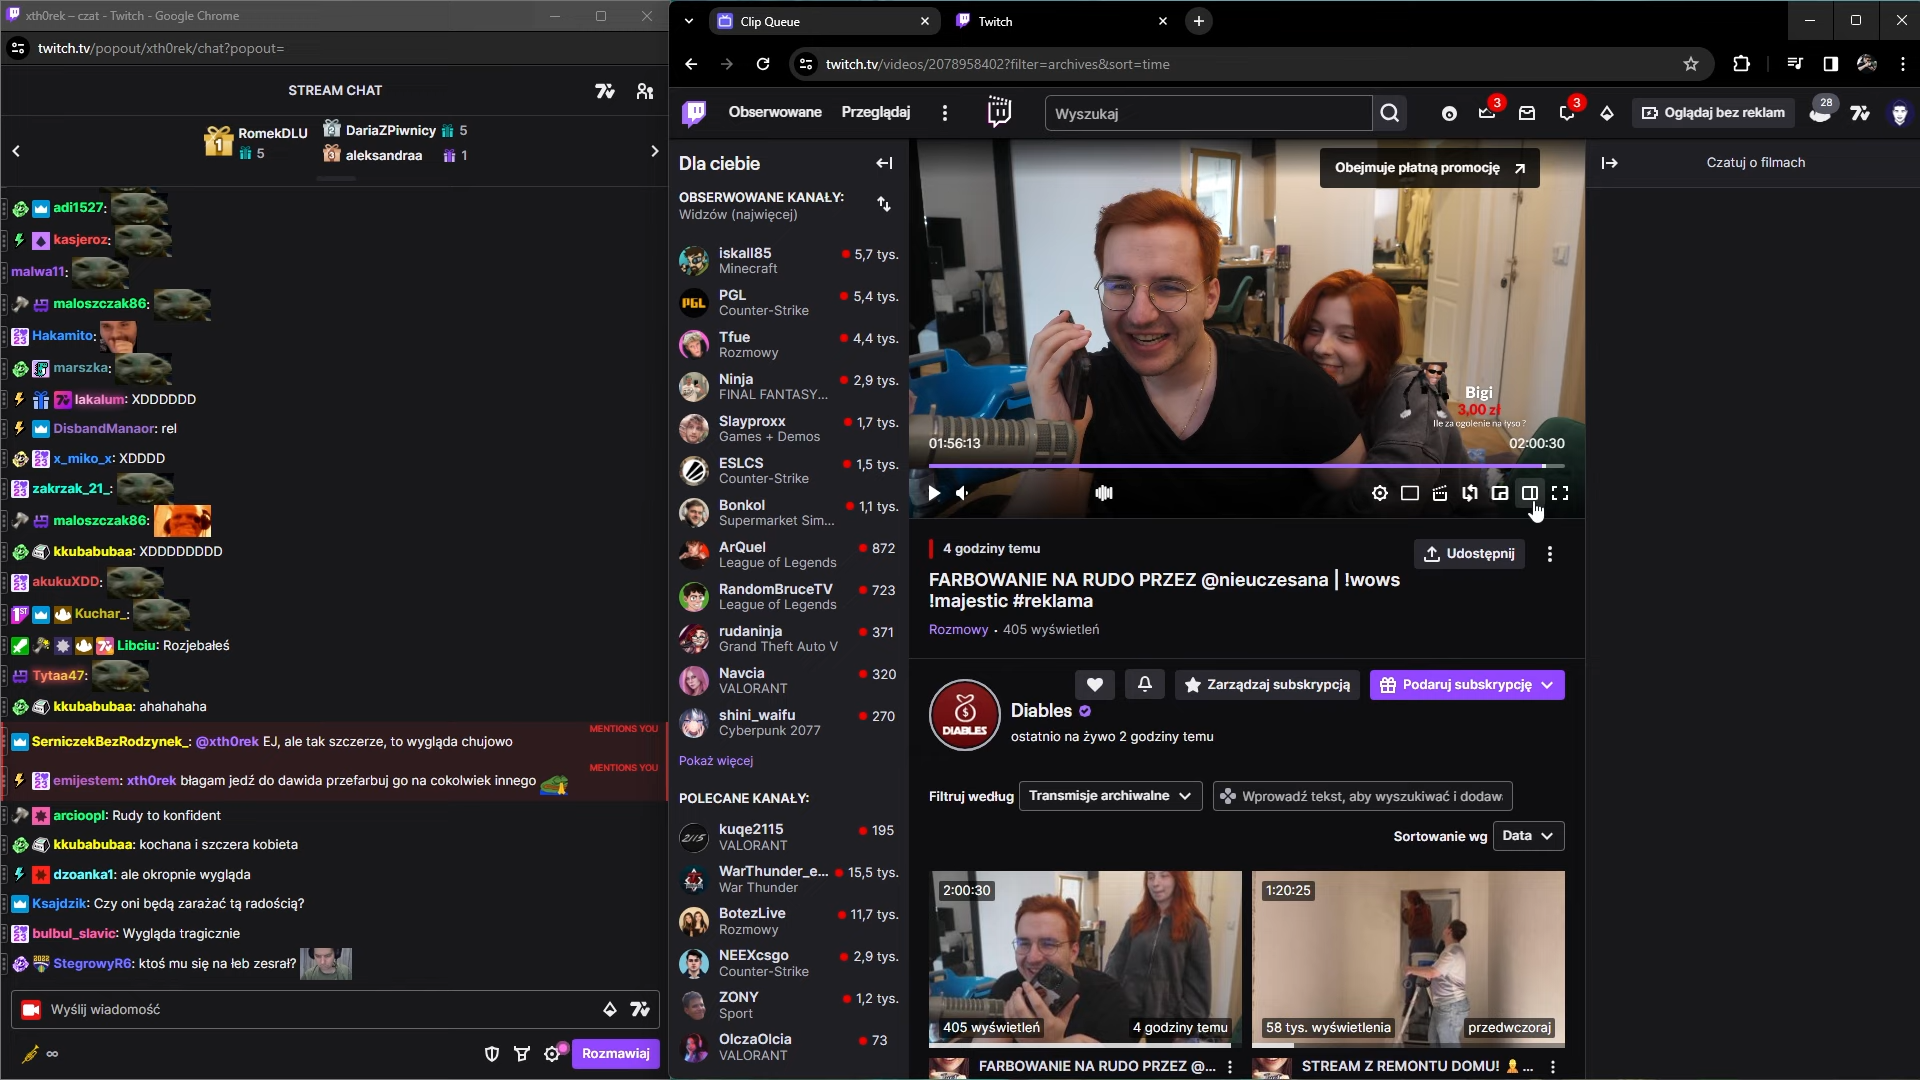 xth0rek – czat - Twitch - Google Chrome
twitch.tv/popout/xth0rek/chat?popout=
STREAM CHAT
1 RomekDLU 5
2 DariaZPiwnicy 5
3 aleksandraa 1
adi1527:
kasjeroz:
malwa11:
maloszczak86:
Hakamito:
marszka:
lakalum: XDDDDDD
DisbandManaor: rel
x_miko_x: XDDDD
zakrzak_21_:
maloszczak86:
kkubabubaa: XDDDDDDDD
akukuXDD:
Kuchar_:
Libciu: Rozjebałeś
Tytaa47:
kkubabubaa: ahahahaha
MENTIONS YOU
SerniczekBezRodzynek_: @xth0rek EJ, ale tak szczerze, to wygląda chujowo
MENTIONS YOU
emijestem: xth0rek błagam jedź do dawida przefarbuj go na cokolwiek innego
arcioopl: Rudy to konfident
kkubabubaa: kochana i szczera kobieta
dzoanka1: ale okropnie wygląda
Ksajdzik: Czy oni będą zarażać tą radością?
bulbul_slavic: Wygląda tragicznie
StegrowyR6: ktoś mu się na łeb zesrał?
Wyślij wiadomość
Rozmawiaj
Clip Queue
Twitch
twitch.tv/videos/2078958402?filter=archives&sort=time
Obserwowane Przeglądaj
Wyszukaj
3
3
Oglądaj bez reklam
28
Dla ciebie
OBSERWOWANE KANAŁY:
Widzów (najwięcej)
iskall85 5,7 tys.
Minecraft
PGL 5,4 tys.
Counter-Strike
Tfue 4,4 tys.
Rozmowy
Ninja 2,9 tys.
FINAL FANTASY...
Slayproxx 1,7 tys.
Games + Demos
ESLCS 1,5 tys.
Counter-Strike
Bonkol 1,1 tys.
Supermarket Sim...
ArQuel 872
League of Legends
RandomBruceTV 723
League of Legends
rudaninja 371
Grand Theft Auto V
Navcia 320
VALORANT
shini_waifu 270
Cyberpunk 2077
Pokaż więcej
POLECANE KANAŁY:
kuqe2115 195
VALORANT
WarThunder_e... 15,5 tys.
War Thunder
BotezLive 11,7 tys.
Rozmowy
NEEXcsgo 2,9 tys.
Counter-Strike
ZONY 1,2 tys.
Sport
OlczaOlcia 73
VALORANT
Obejmuje płatną promocję
Bigi
3,00 zł
Ile za ogolenie na łyso ?
01:56:13
02:00:30
4 godziny temu
Udostępnij
FARBOWANIE NA RUDO PRZEZ @nieuczesana | !wows
!majestic #reklama
Rozmowy · 405 wyświetleń
Zarządzaj subskrypcją
Podaruj subskrypcję
DIABLES
Diables
ostatnio na żywo 2 godziny temu
Filtruj według
Transmisje archiwalne
Wprowadź tekst, aby wyszukiwać i dodaw
Sortowanie wg
Data
2:00:30
405 wyświetleń
4 godziny temu
FARBOWANIE NA RUDO PRZEZ @...
1:20:25
58 tys. wyświetlenia
przedwczoraj
STREAM Z REMONTU DOMU! ...
Czatuj o filmach